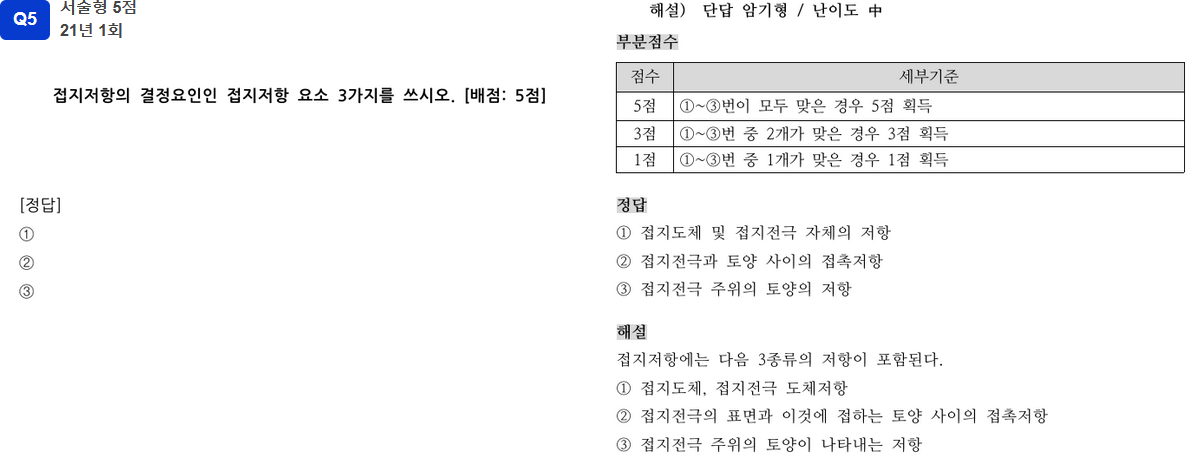 Q5
서술형 5점
21년 1회
접지저항의 결정요인인 접지저항 요소 3가지를 쓰시오. [배점: 5점]
[정답]
①
②
③
해설) 단답 암기형 / 난이도 中
부분점수
점수 세부기준
5점 ①~③번이 모두 맞은 경우 5점 획득
3점 ①~③번 중 2개가 맞은 경우 3점 획득
1점 ①~③번 중 1개가 맞은 경우 1점 획득
정답
① 접지도체 및 접지전극 자체의 저항
② 접지전극과 토양 사이의 접촉저항
③ 접지전극 주위의 토양의 저항
해설
접지저항에는 다음 3종류의 저항이 포함된다.
① 접지도체, 접지전극 도체저항
② 접지전극의 표면과 이것에 접하는 토양 사이의 접촉저항
③ 접지전극 주위의 토양이 나타내는 저항